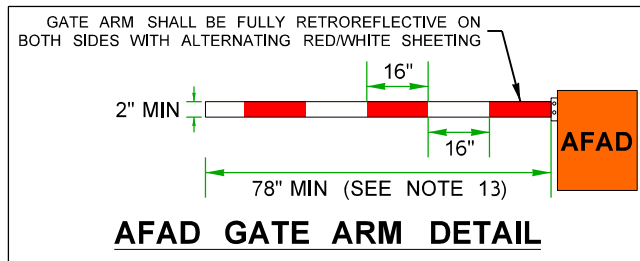 GATE ARM SHALL BE FULLY RETROREFLECTIVE ON
BOTH SIDES WITH ALTERNATING RED/WHITE SHEETING
16"
2" MIN
AFAD
16"
78" MIN (SEE NOTE 13)
AFAD GATE ARM DETAIL